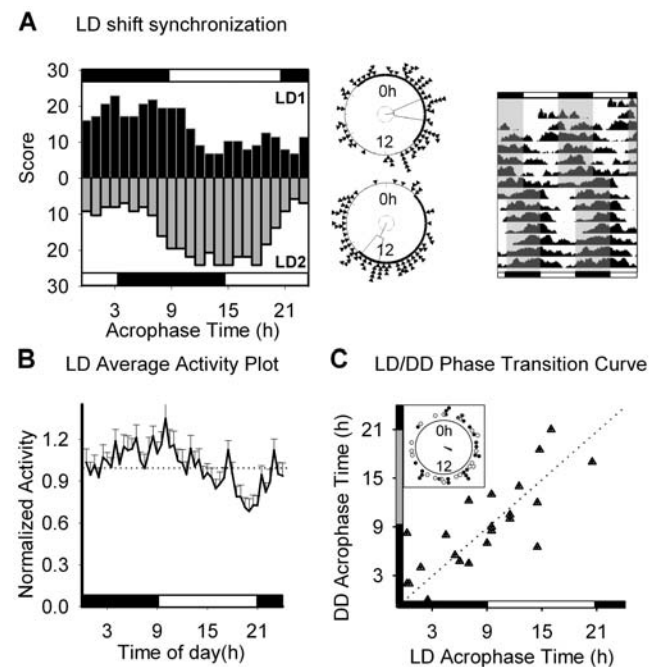 A LD shift synchronization
30
20
10
0
10
20
30
Score
LD1
LD2
3 9 15 21
Acrophase Time (h)
0h
12
0h
12
B LD Average Activity Plot
1.2
0.9
0.6
0.3
0.0
Normalized Activity
3 9 15 21
Time of day(h)
C LD/DD Phase Transition Curve
21
15
9
3
DD Acrophase Time (h)
0h
12
3 9 15 21
LD Acrophase Time (h)